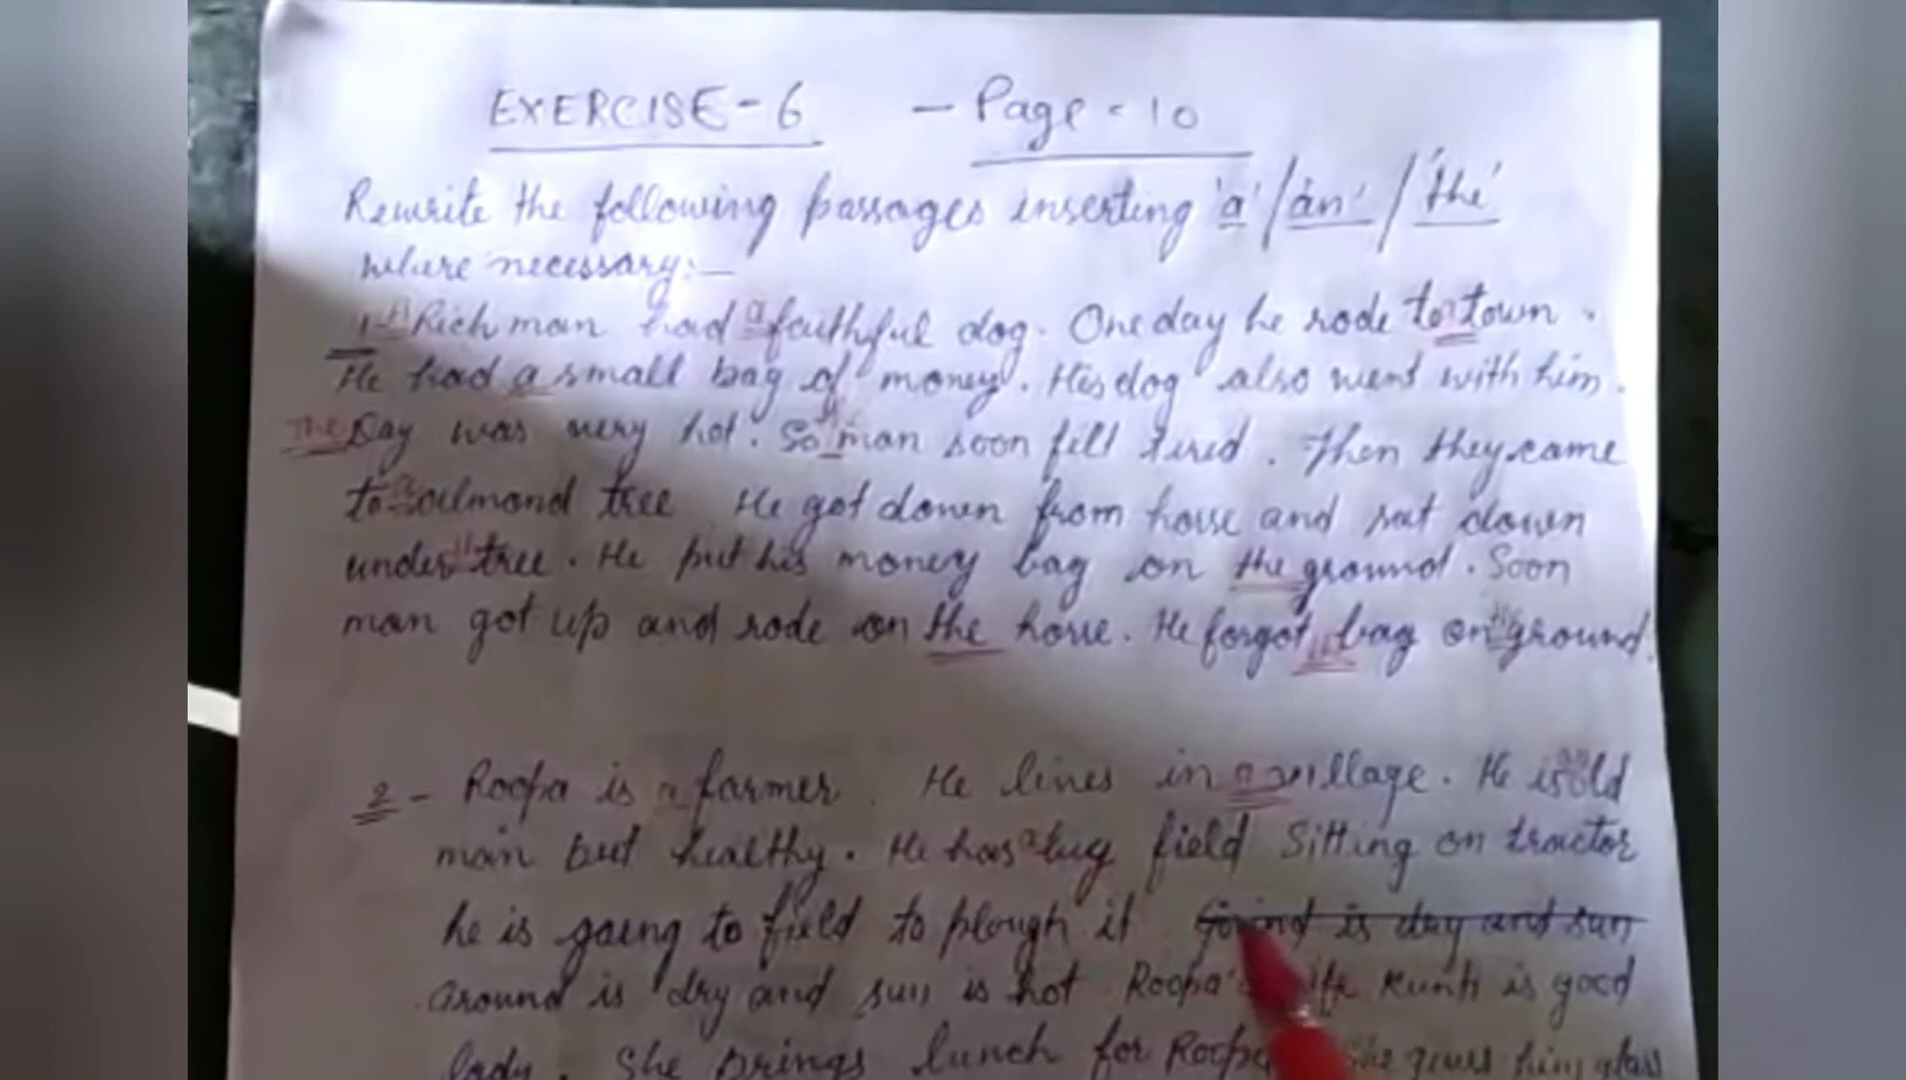 EXERCISE-6 - Page-10
Rewrite the following passages inserting 'a'/'an'/'the'
where necessary:-
1- A Rich man had a faithful dog. One day he rode to town.
He had a small bag of money. His dog also went with him.
The Day was very hot. So man soon fell tired. Then they came
to almond tree He got down from horse and sat down
under tree. He put his money bag on the ground. Soon
man got up and rode on the horse. He forgot bag on ground.
2- Roopa is a farmer. He lives in a village. He is old
man but healthy. He has a big field Sitting on tractor
he is going to field to plough it is dry and sun
Ground is dry and sun is hot. Roopa's Kunti is good
lady. She brings lunch for Roopa gives him glass